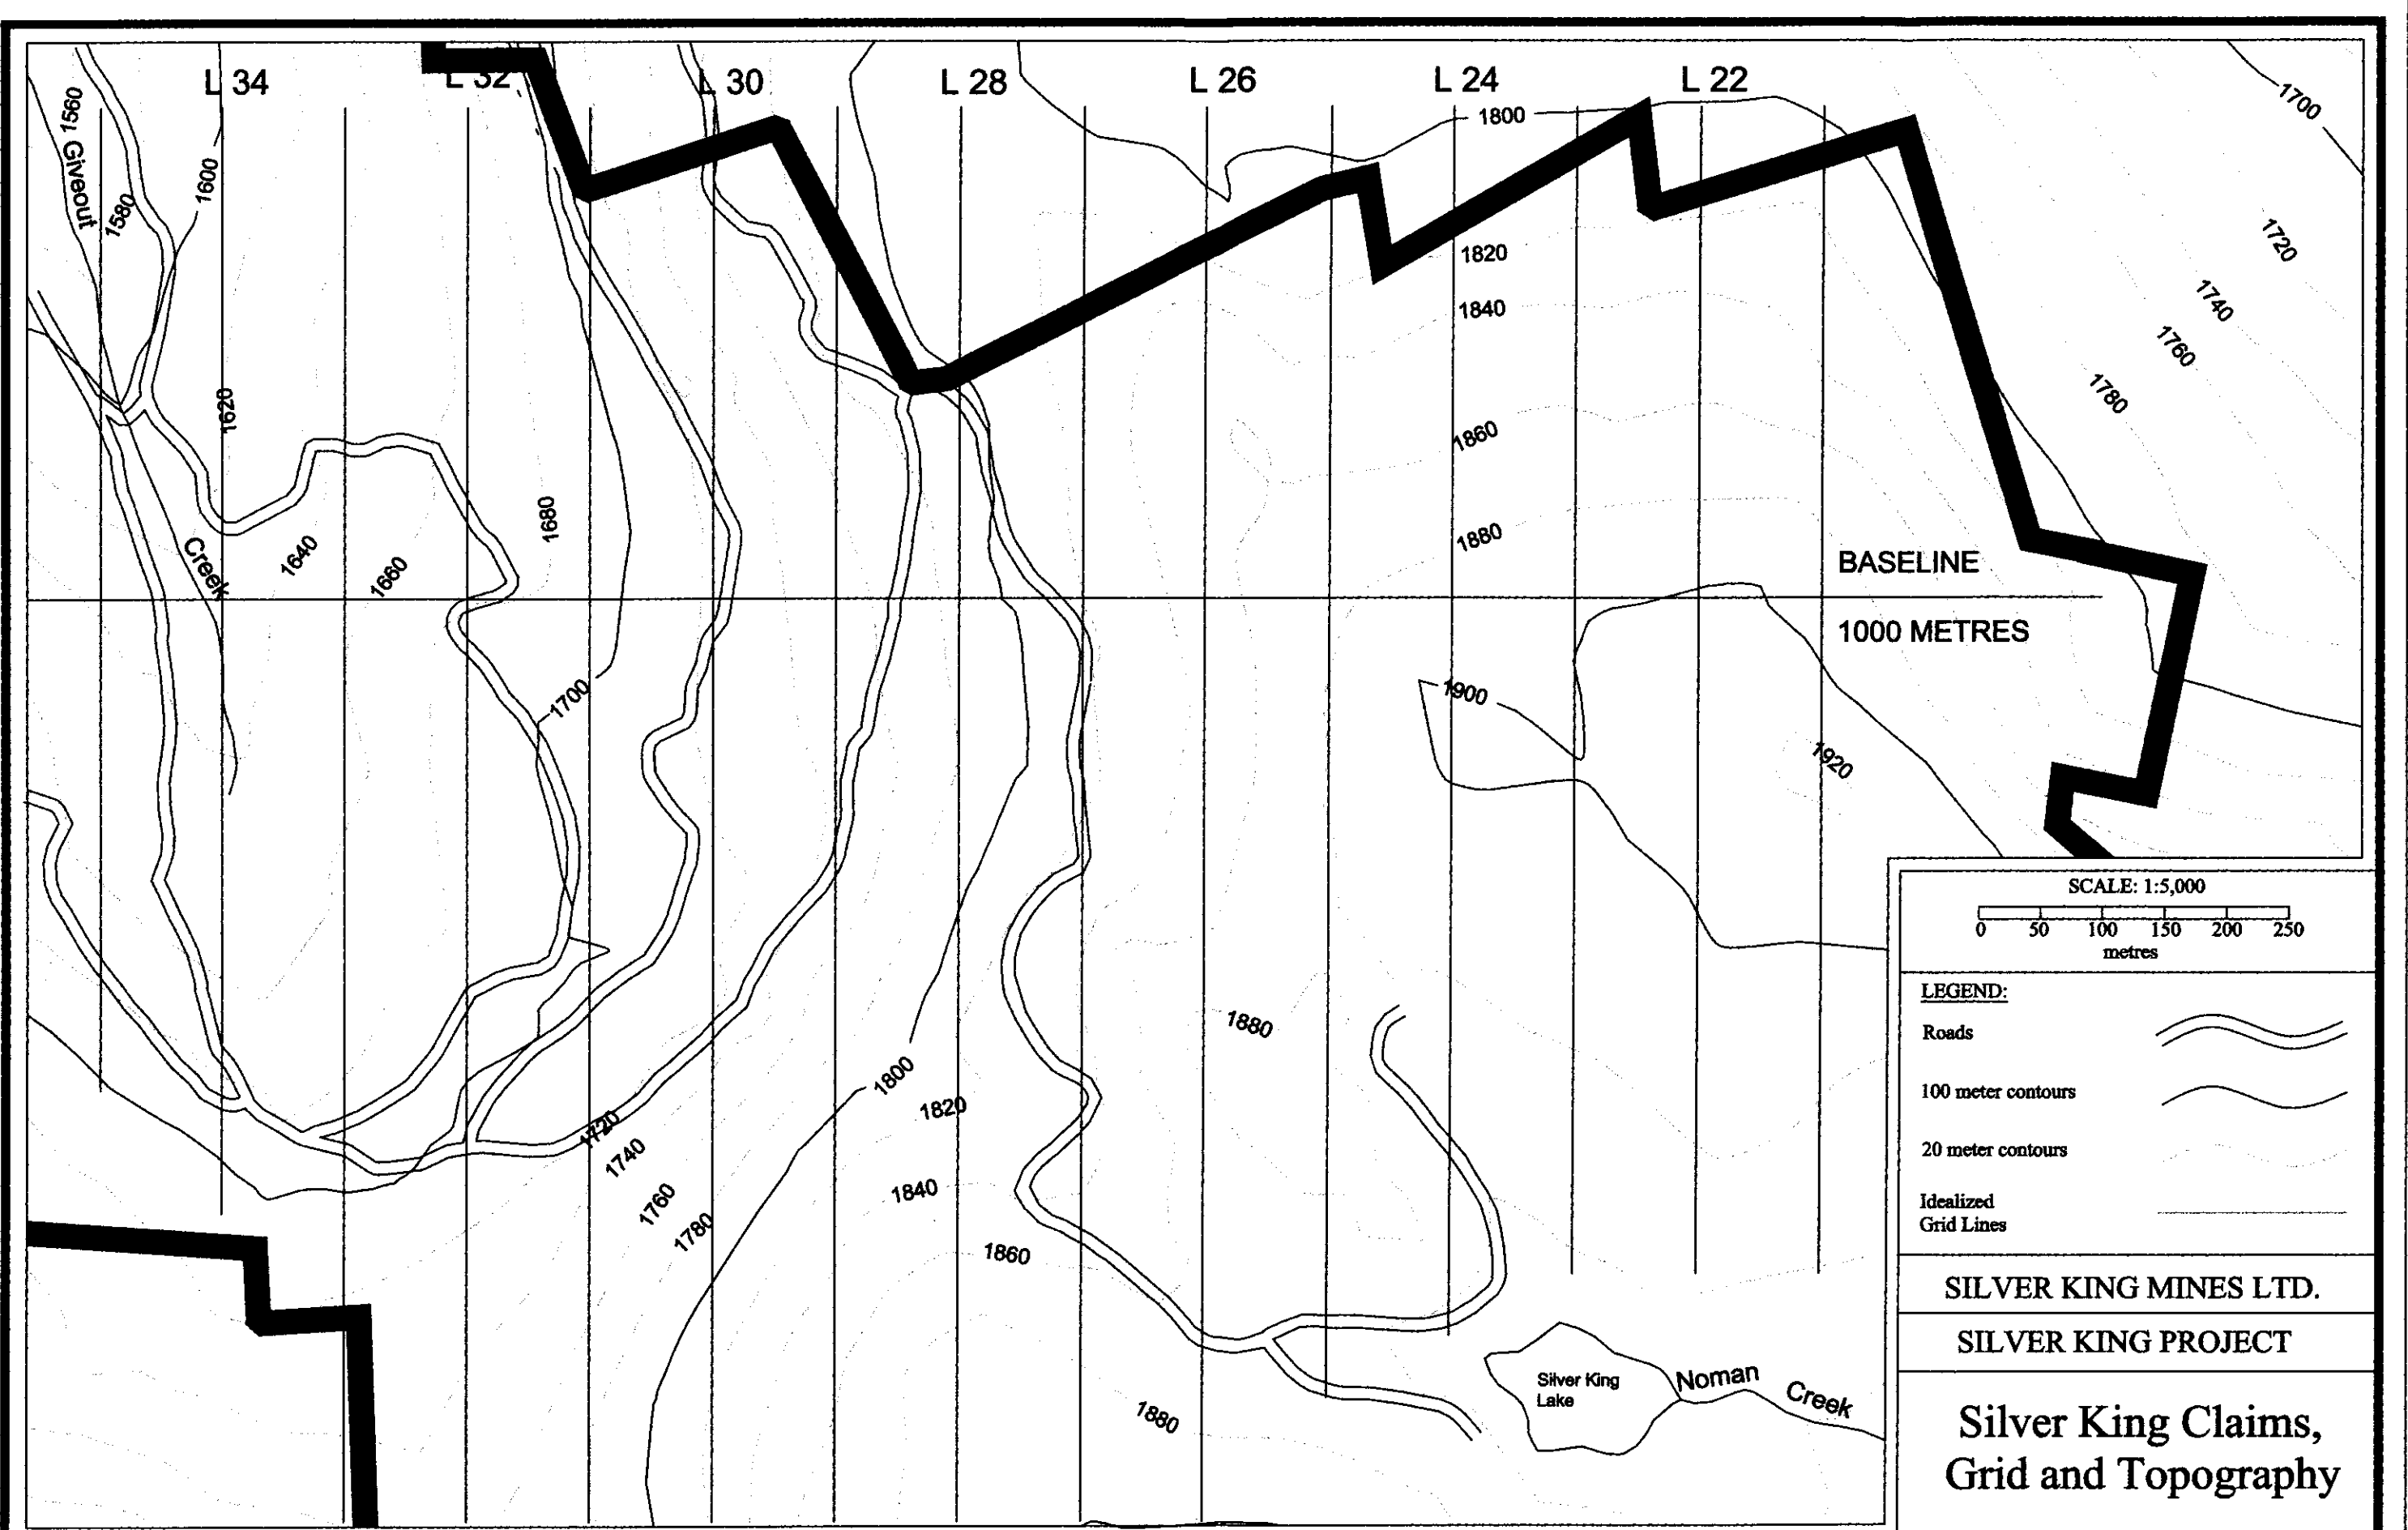 L 34
L 32
L 30
L 28
L 26
L 24
L 22
1560
Giveout
1580
1600
1800
1700
1820
1720
1840
1740
1760
1780
1620
1860
1680
1880
Creek
1640
1660
BASELINE
1000 METRES
1700
1900
1920
1880
1800
1820
1720
1740
1840
1760
1780
1860
1880
Silver King
Lake
Noman
Creek
SCALE: 1:5,000
0 50 100 150 200 250
metres
LEGEND:
Roads
100 meter contours
20 meter contours
Idealized
Grid Lines
SILVER KING MINES LTD.
SILVER KING PROJECT
Silver King Claims,
Grid and Topography